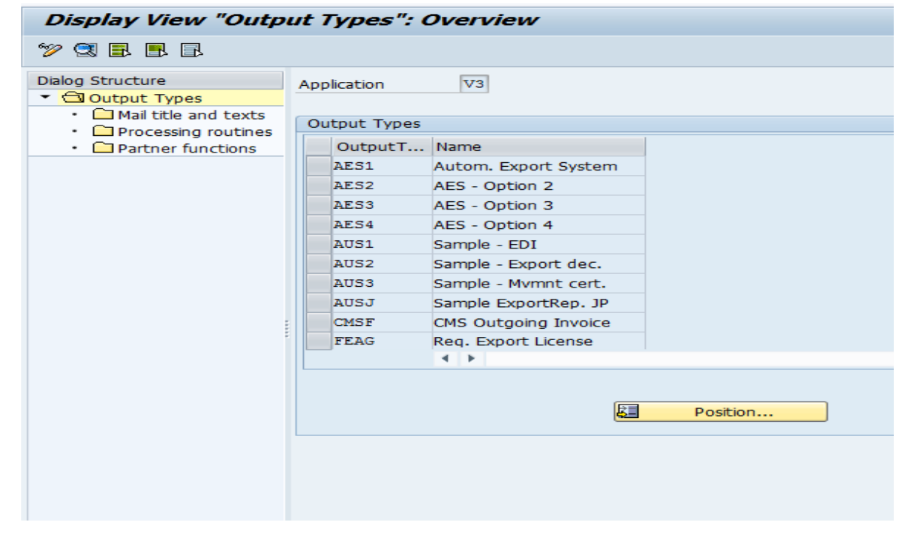 Display View "Output Types": Overview
Dialog Structure
Output Types
Mail title and texts
Processing routines
Partner functions
Application V3
Output Types
OutputT... Name
AES1 Autom. Export System
AES2 AES - Option 2
AES3 AES - Option 3
AES4 AES - Option 4
AUS1 Sample - EDI
AUS2 Sample - Export dec.
AUS3 Sample - Mvmnt cert.
AUSJ Sample ExportRep. JP
CMSF CMS Outgoing Invoice
FEAG Req. Export License
Position...